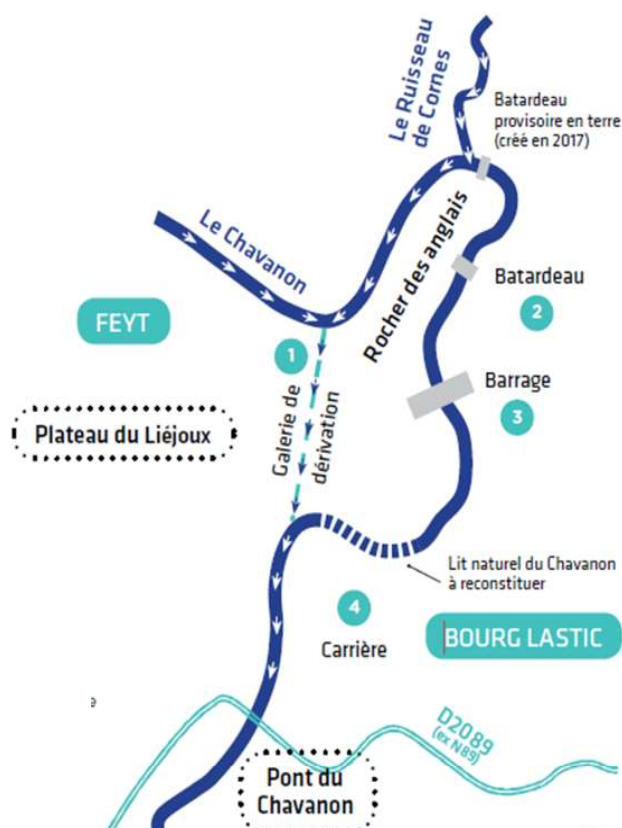 Le Ruisseau
de Cornes
Batardeau
provisoire en terre
(créé en 2017)
Le Chavanon
Rocher des anglais
Batardeau
2
FEYT
1
Galerie de
dérivation
Barrage
3
Plateau du Liéjoux
Lit naturel du Chavanon
à reconstituer
4
Carrière
BOURG LASTIC
e
D2089
(ex N89)
Pont du
Chavanon